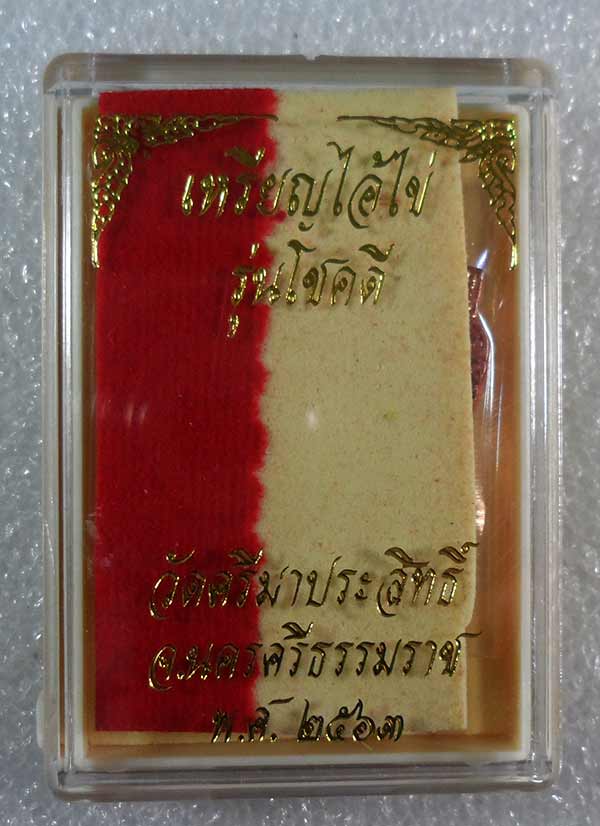 เหรียญไอ้ไข่
รุ่นโชคดี
วัดศรีมาประสิทธิ์
จ.นครศรีธรรมราช
พ.ศ. ๒๕๖๓